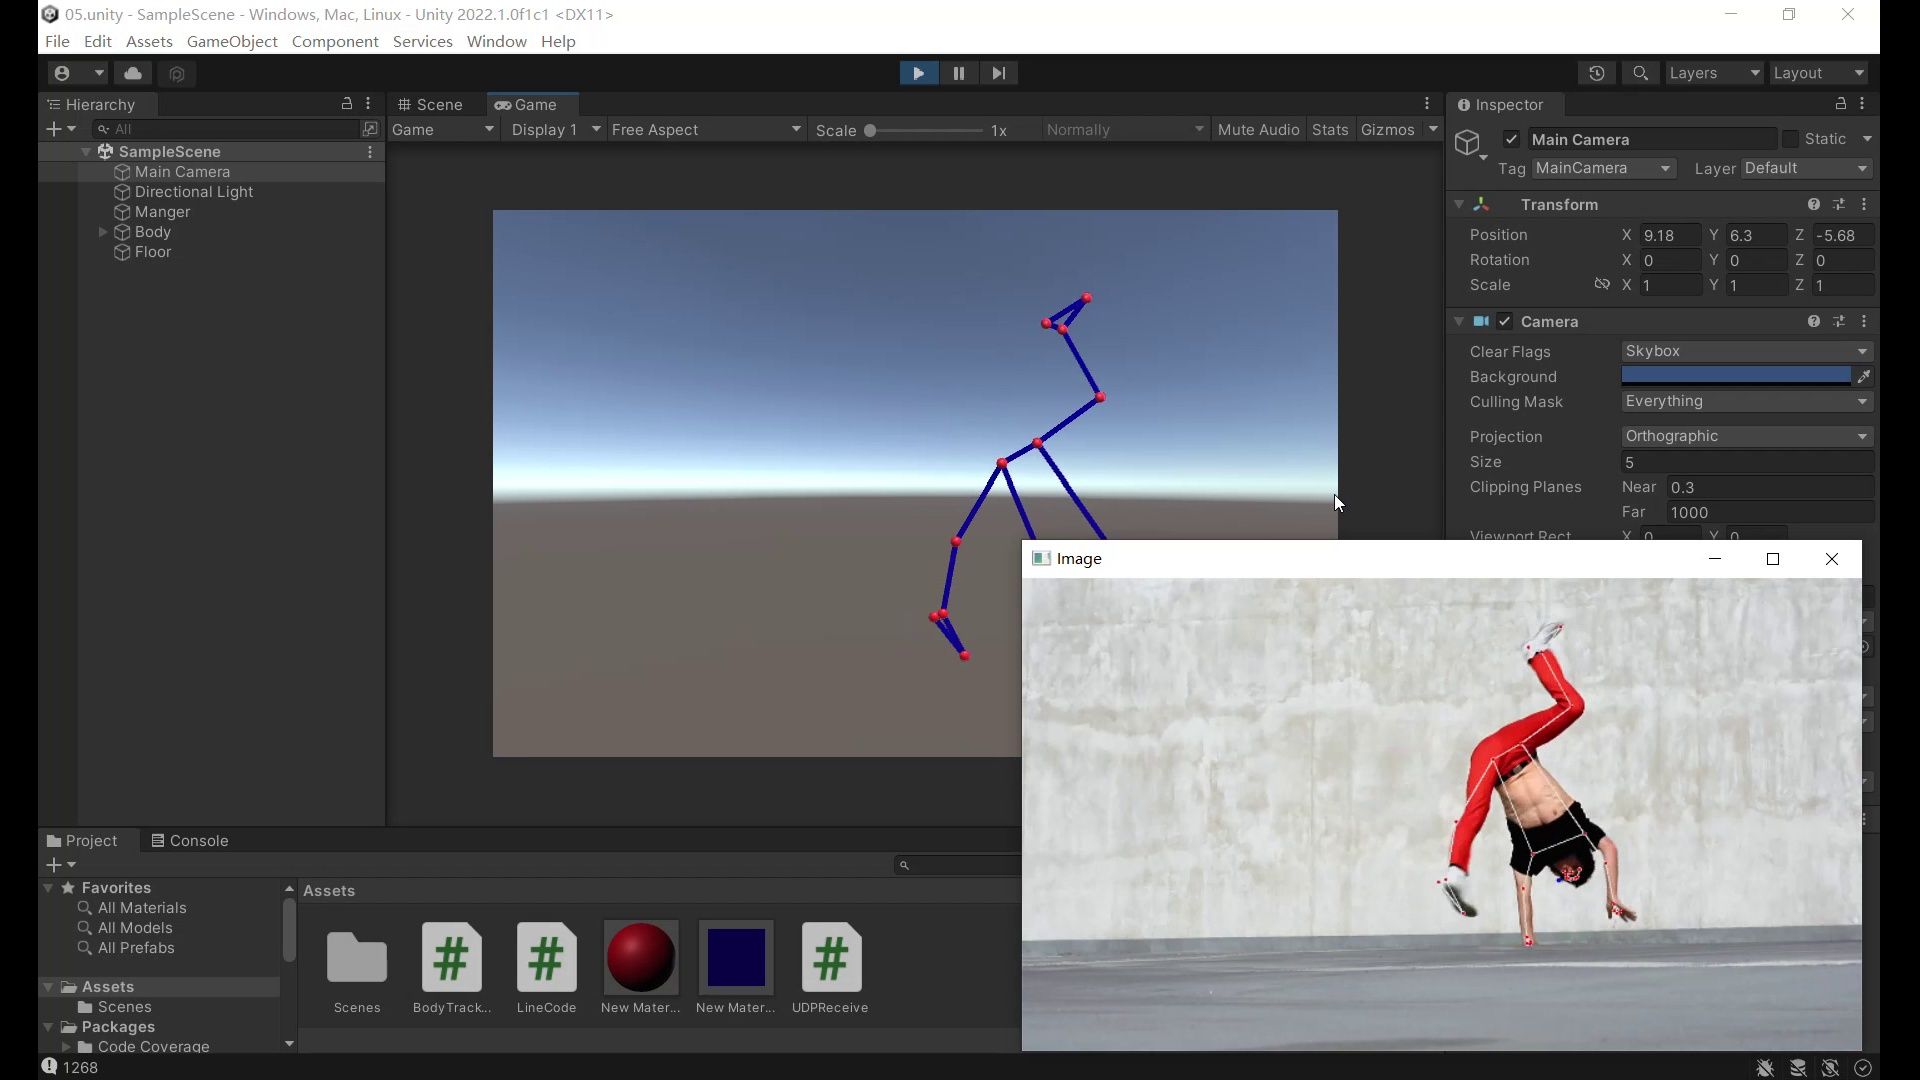 05.unity - SampleScene - Windows, Mac, Linux - Unity 2022.1.0f1c1 <DX11>
File Edit Assets GameObject Component Services Window Help
Layers Layout
Hierarchy
All
SampleScene
Main Camera
Directional Light
Manger
Body
Floor
Scene Game
Game Display 1 Free Aspect Scale 1x Normally Mute Audio Stats Gizmos
Inspector
Main Camera Static
Tag MainCamera Layer Default
Transform
Position X 9.18 Y 6.3 Z -5.68
Rotation X 0 Y 0 Z 0
Scale X 1 Y 1 Z 1
Camera
Clear Flags Skybox
Background
Culling Mask Everything
Projection Orthographic
Size 5
Clipping Planes Near 0.3
Far 1000
Viewport Rect X 0 Y 0
Image
Project Console
Favorites
All Materials
All Models
All Prefabs
Assets
Scenes
Packages
Code Coverage
Assets
Scenes BodyTrack... LineCode New Mater... New Mater... UDPReceive
1268